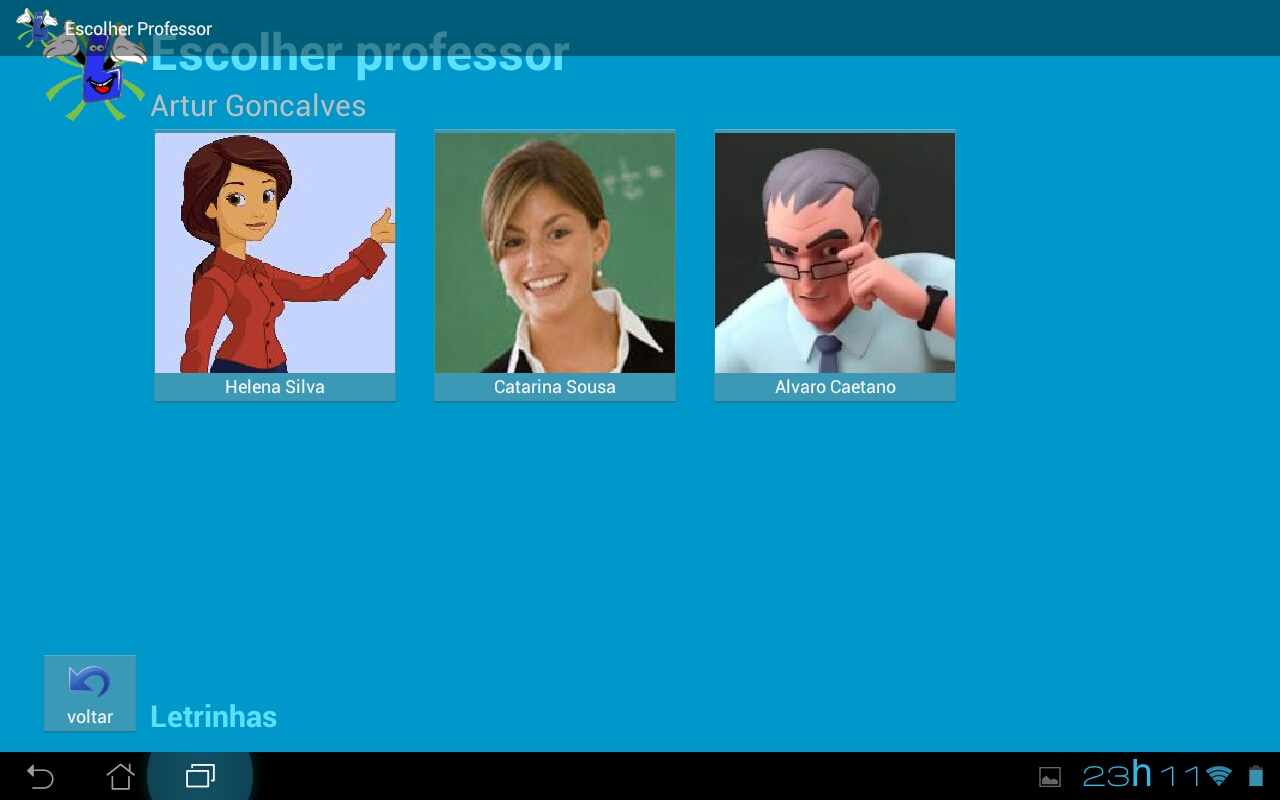 Escolher Professor
Escolher professor
Artur Goncalves
Helena Silva
Catarina Sousa
Alvaro Caetano
voltar
Letrinhas
23h11